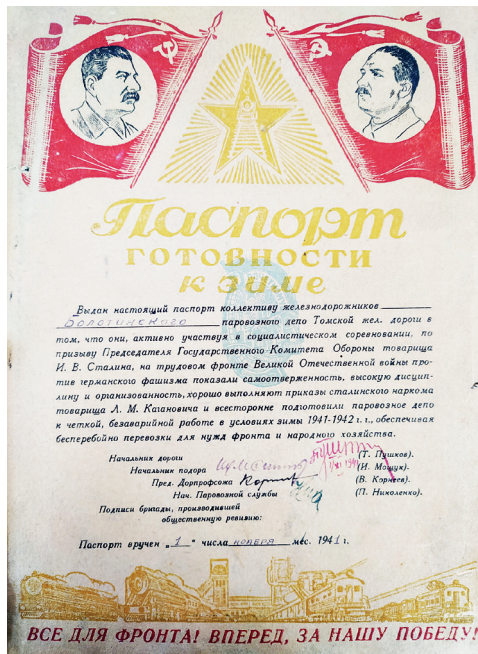 Паспорт
ГОТОВНОСТИ
к зиме
Выдан настоящий паспорт коллективу железнодорожников
Болотнинского паровозного депо Томской жел. дороги в
том, что они, активно участвуя в социалистическом соревновании, по
призыву Председателя Государственного Комитета Обороны товарища
И. В. Сталина, на трудовом фронте Великой Отечественной войны про-
тив германского фашизма показали самоотверженность, высокую дисцип-
лину и организованность, хорошо выполняют приказы сталинского наркома
товарища Л. М. Кагановича и всесторонне подготовили паровозное депо
к четкой, безаварийной работе в условиях зимы 1941-1942 г. г., обеспечивая
бесперебойно перевозки для нужд фронта и народного хозяйства.
Начальник дороги (Т. Пушков).
Начальник подора (И. Мощук).
Пред. Дорпрофсожа (В. Корнеев).
Нач. Паровозной службы (П. Николенко).
Подписи бригады, производившей
общественную ревизию:
Паспорт вручен „1" числа ноября мес. 1941 г.
ВСЕ ДЛЯ ФРОНТА! ВПЕРЕД, ЗА НАШУ ПОБЕДУ!